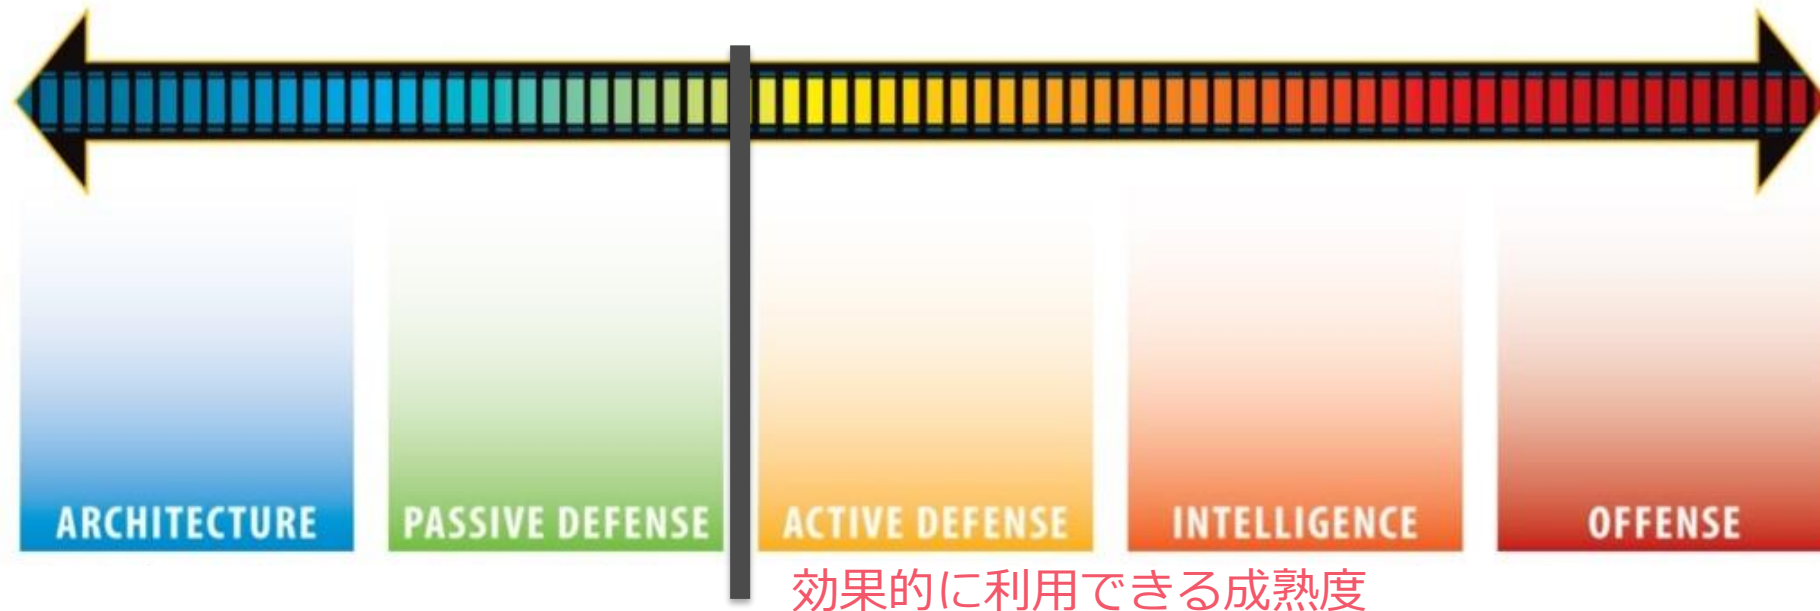 ARCHITECTURE
PASSIVE DEFENSE
ACTIVE DEFENSE
INTELLIGENCE
OFFENSE
効果的に利用できる成熟度